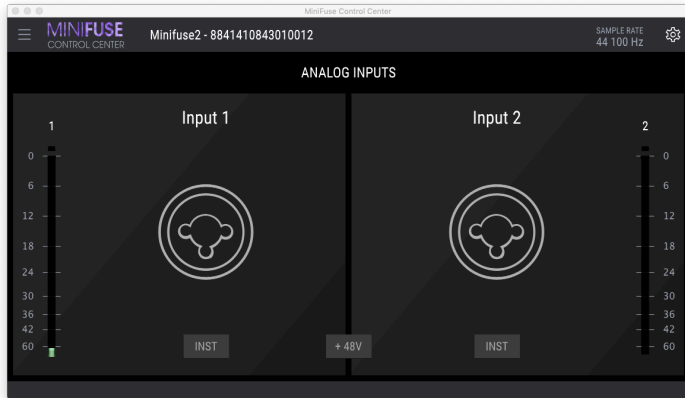 MiniFuse Control Center
MINIFUSE
CONTROL CENTER
Minifuse2 - 8841410843010012
SAMPLE RATE
44 100 Hz
ANALOG INPUTS
1
Input 1
Input 2
2
0
6
12
18
24
30
36
42
60
0
6
12
18
24
30
36
42
60
INST
+ 48V
INST